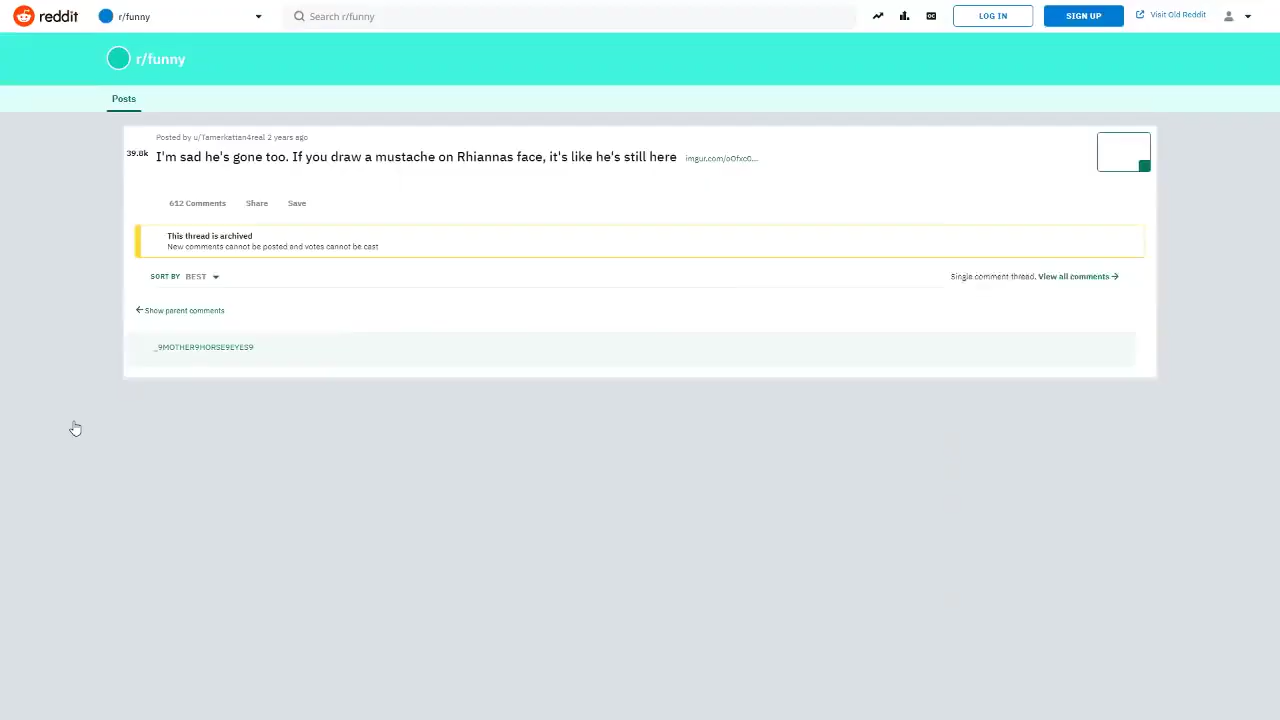 reddit r/funny Search r/funny LOG IN SIGN UP Visit Old Reddit
r/funny
Posts
Posted by u/Tamerkattan4real 2 years ago
39.8k I'm sad he's gone too. If you draw a mustache on Rhiannas face, it's like he's still here imgur.com/oOfxc0...
612 Comments Share Save
This thread is archived
New comments cannot be posted and votes cannot be cast
SORT BY BEST Single comment thread. View all comments →
← Show parent comments
_9MOTHER9HORSE9EYES9